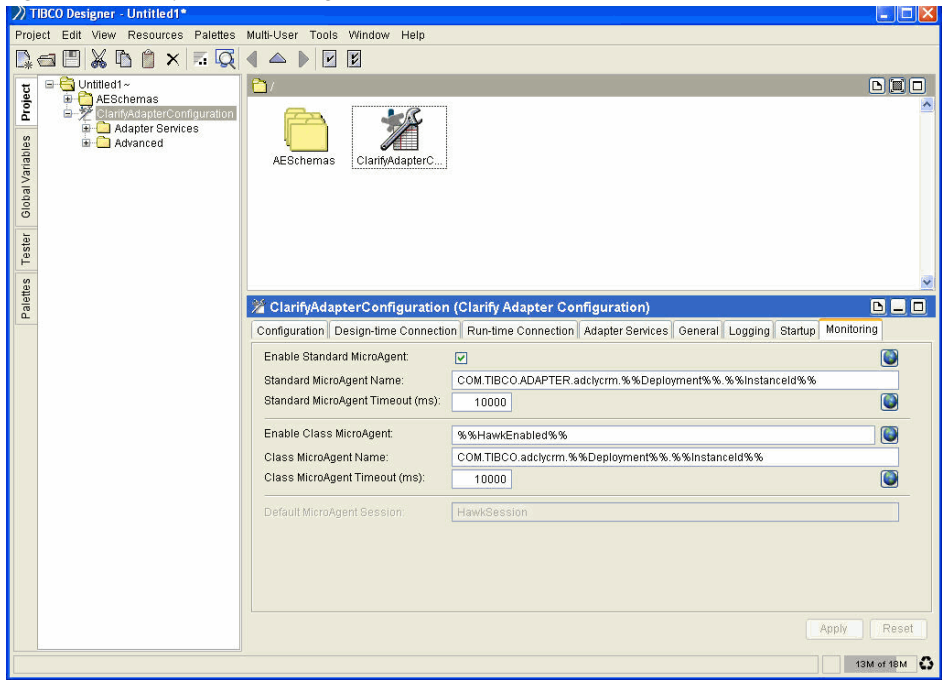 TIBCO Designer - Untitled1*
Project Edit View Resources Palettes Multi-User Tools Window Help
Project
Global Variables
Tester
Palettes
Untitled1~
AESchemas
ClarifyAdapterConfiguration
Adapter Services
Advanced
/
AESchemas
ClarifyAdapterC...
ClarifyAdapterConfiguration (Clarify Adapter Configuration)
Configuration Design-time Connection Run-time Connection Adapter Services General Logging Startup Monitoring
Enable Standard MicroAgent:
Standard MicroAgent Name: COM.TIBCO.ADAPTER.adclycrm.%%Deployment%%.%%InstanceId%%
Standard MicroAgent Timeout (ms): 10000
Enable Class MicroAgent: %%HawkEnabled%%
Class MicroAgent Name: COM.TIBCO.adclycrm.%%Deployment%%.%%InstanceId%%
Class MicroAgent Timeout (ms): 10000
Default MicroAgent Session: HawkSession
Apply Reset
13M of 18M